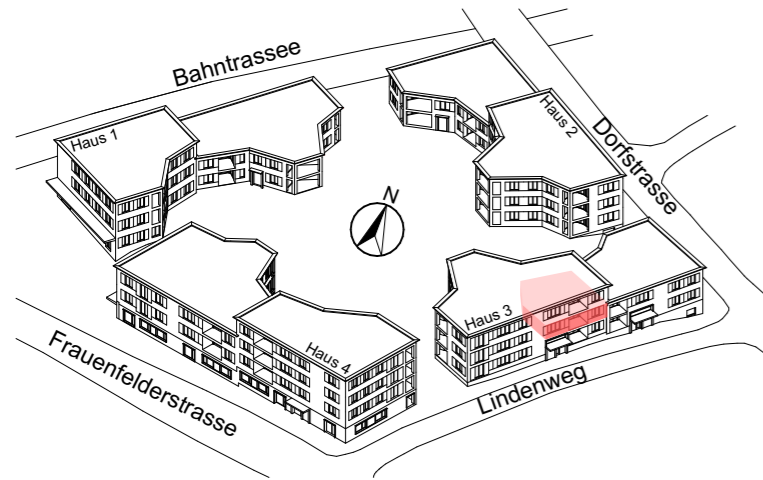 Bahntrassee
Haus 1
Haus 2
Dorfstrasse
N
Haus 3
Haus 4
Frauenfelderstrasse
Lindenweg